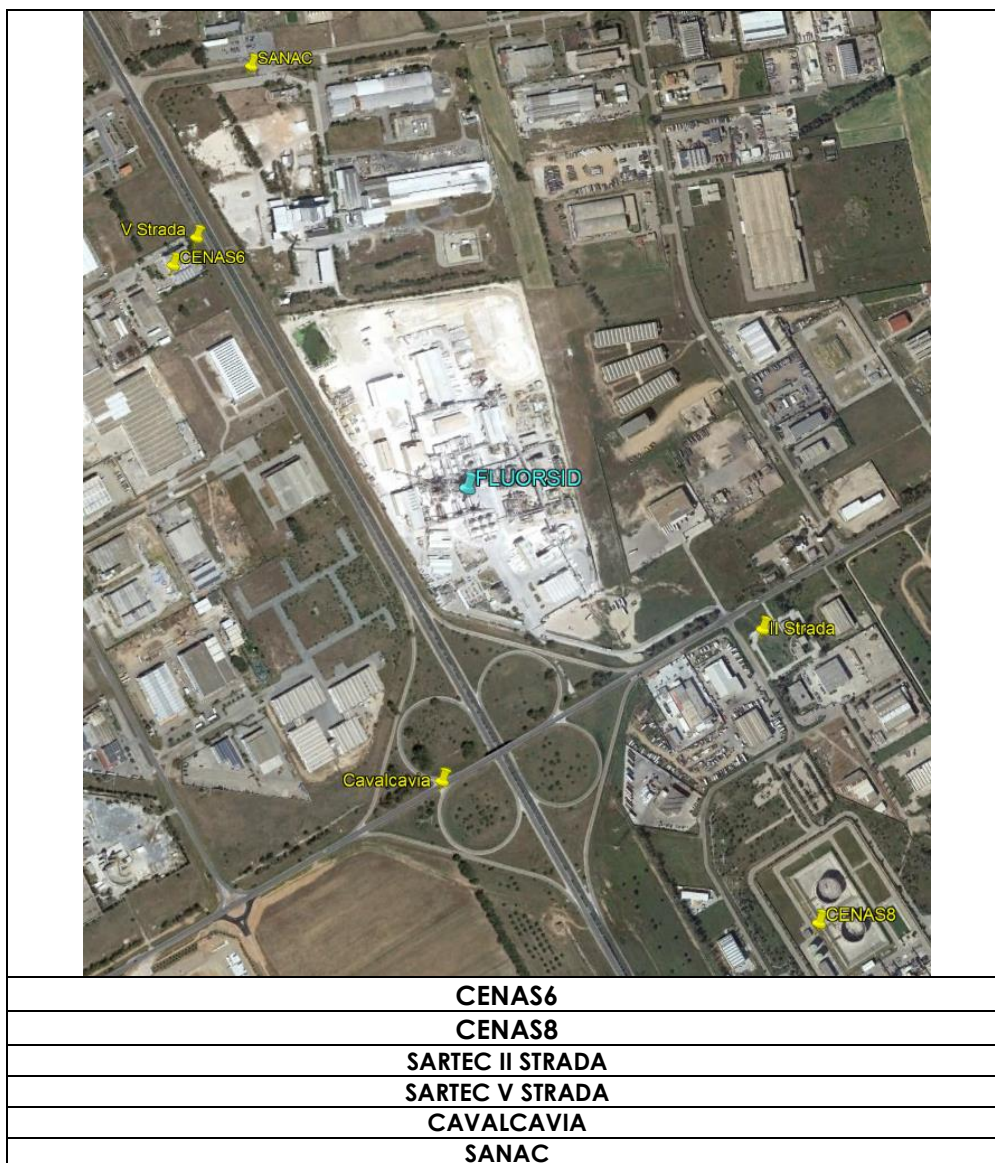 SANAC
V Strada
CENAS6
FLUORSID
II Strada
Cavalcavia
CENAS8
CENAS6
CENAS8
SARTEC II STRADA
SARTEC V STRADA
CAVALCAVIA
SANAC